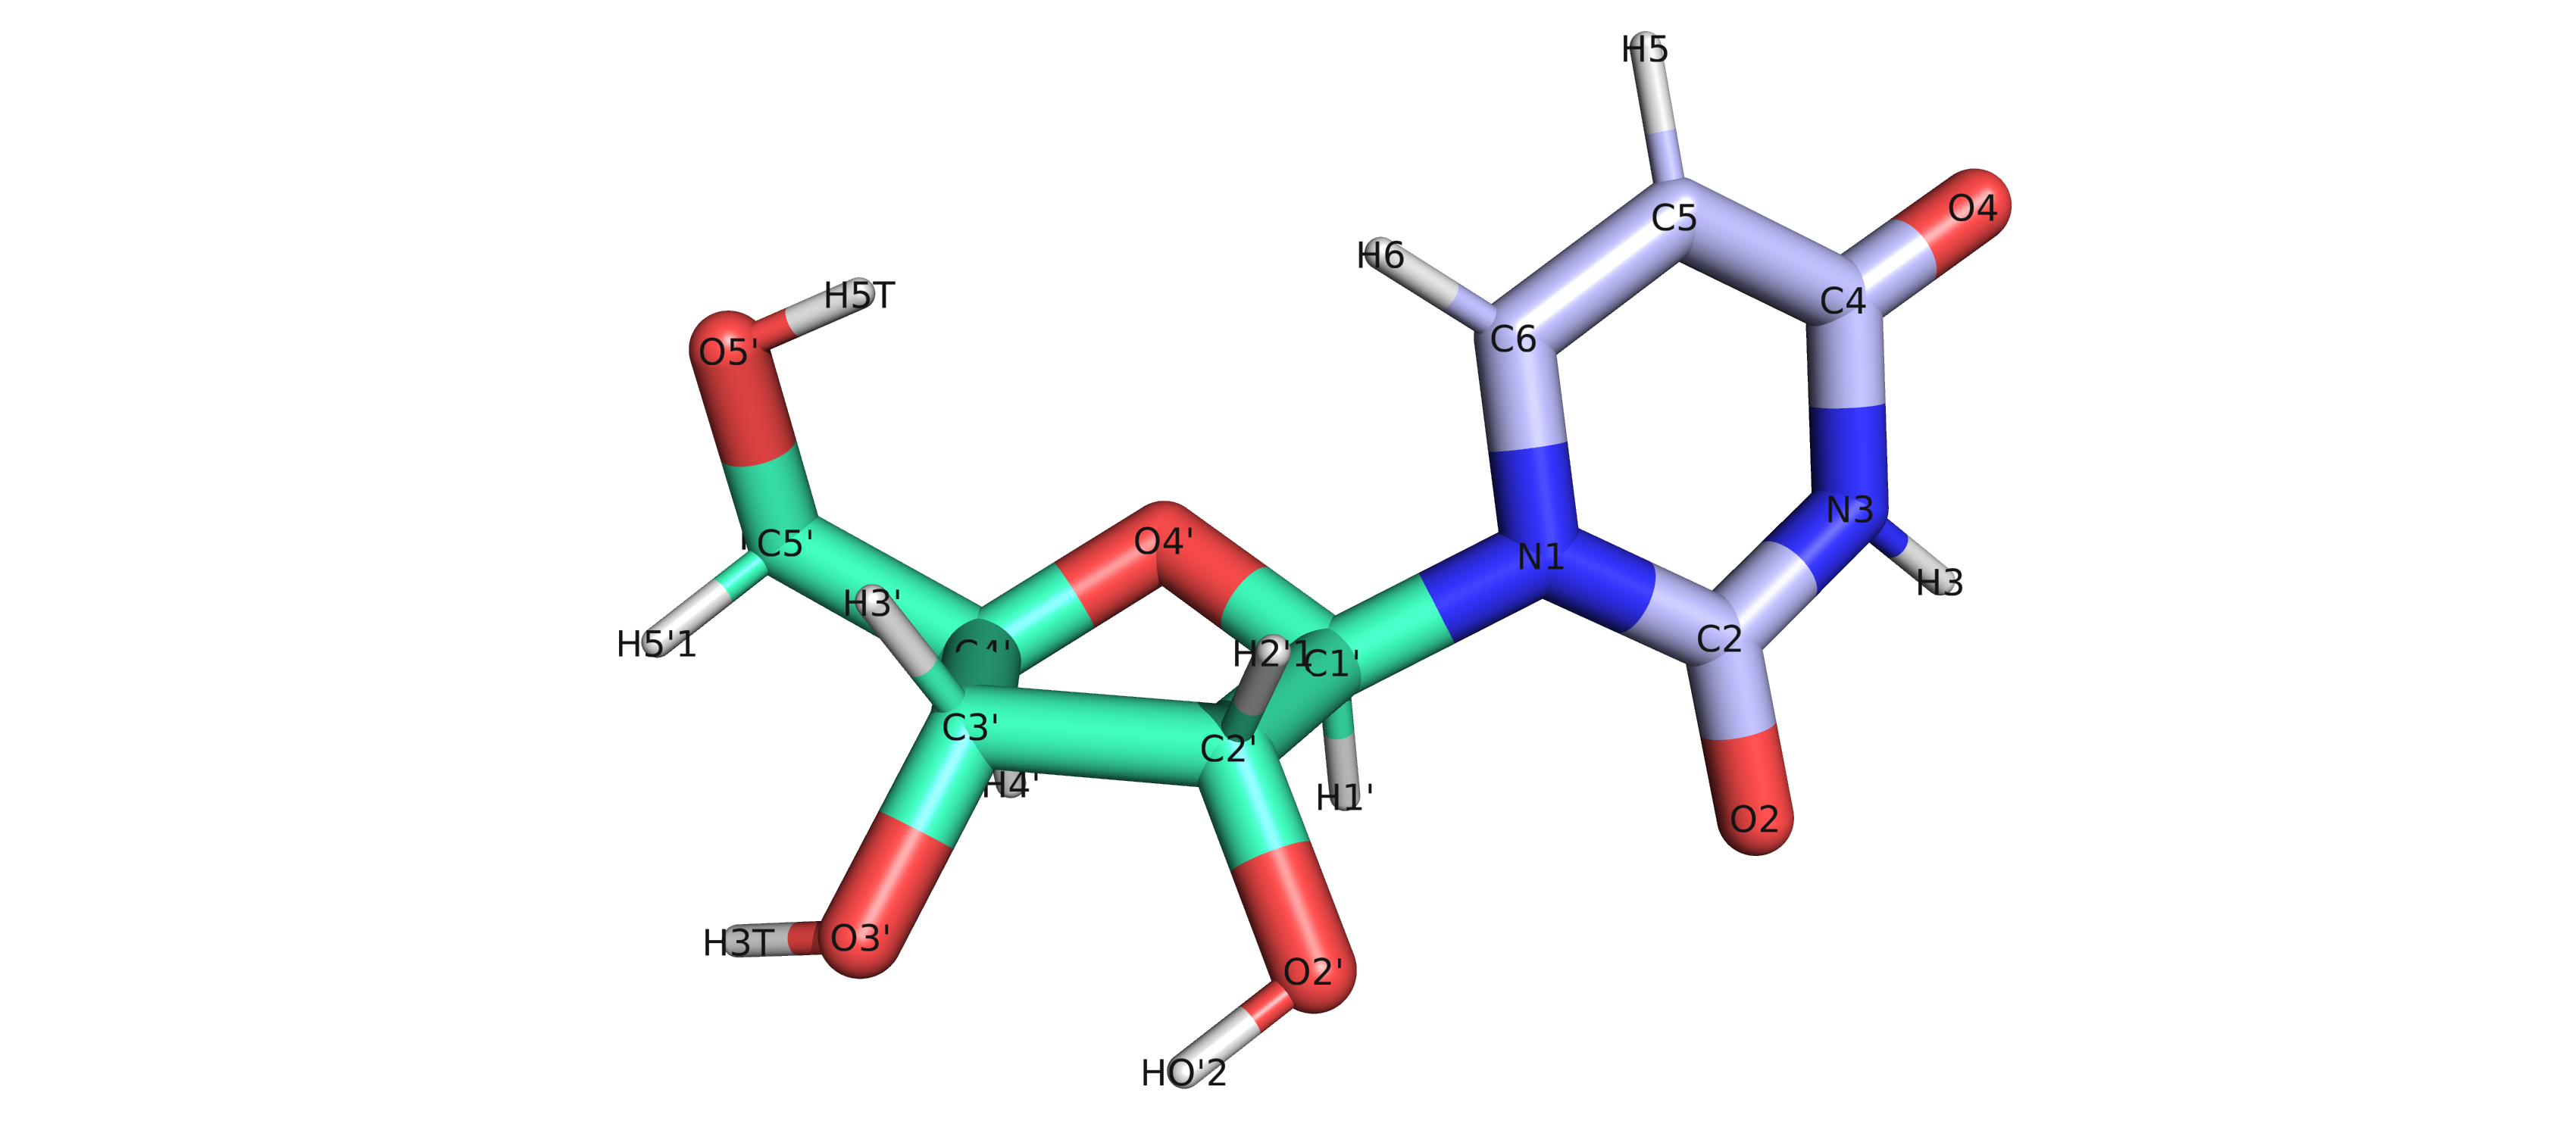 H5
O4
C5
H6
H5T
C4
C6
O5'
N3
O4'
C5'
N1
H3
H3'
C2
H5'1
H2'1
C4'
C1'
C3'
C2'
H4'
H1'
O2
O3'
H3T
O2'
HO'2